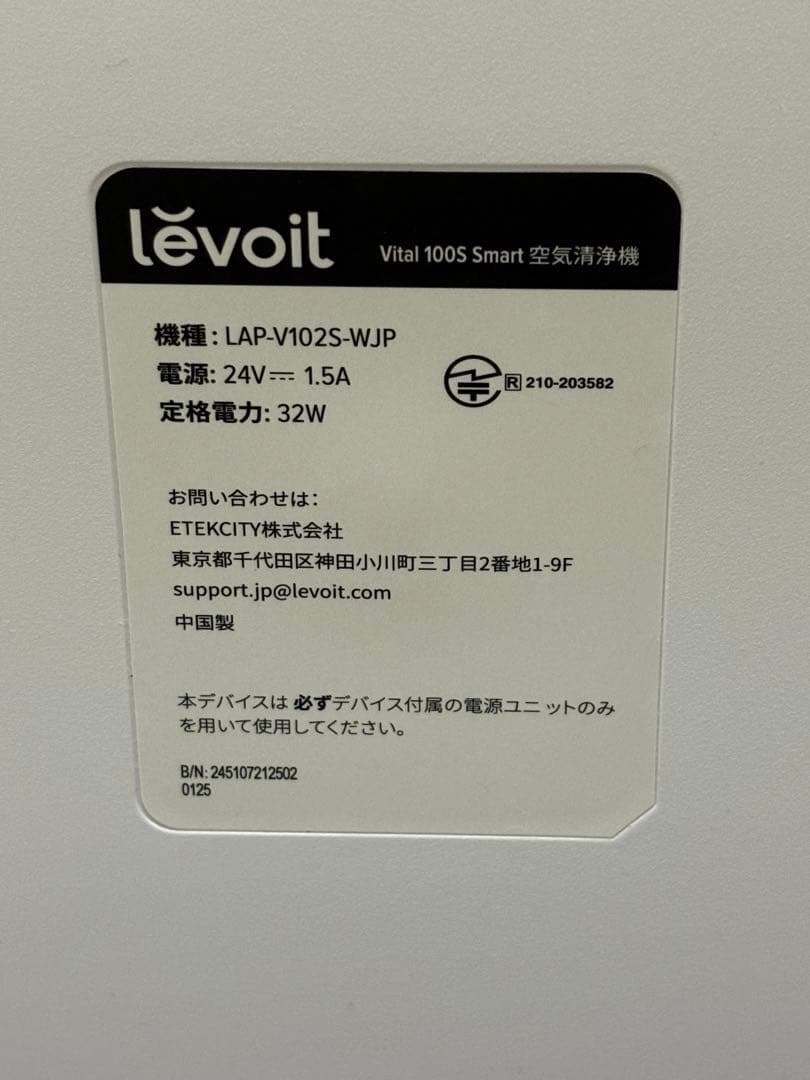 levoit
Vital 100S Smart 空気清浄機
機種: LAP-V102S-WJP
電源: 24V⎓ 1.5A
定格電力: 32W
R 210-203582
お問い合わせは:
ETEKCITY株式会社
東京都千代田区神田小川町三丁目2番地1-9F
support.jp@levoit.com
中国製
本デバイスは 必ずデバイス付属の電源ユニットのみ
を用いて使用してください。
B/N: 245107212502
0125